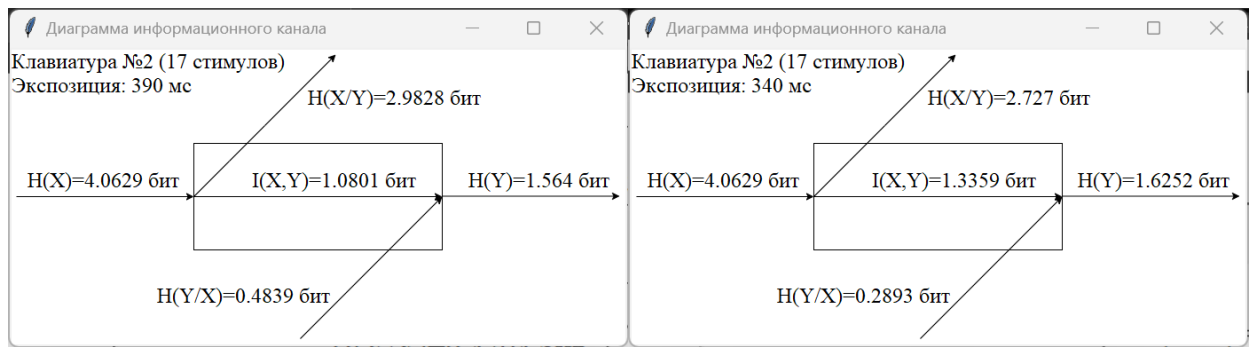 Диаграмма информационного канала
Клавиатура №2 (17 стимулов)
Экспозиция: 390 мс
H(X/Y)=2.9828 бит
H(X)=4.0629 бит
I(X,Y)=1.0801 бит
H(Y)=1.564 бит
H(Y/X)=0.4839 бит
Диаграмма информационного канала
Клавиатура №2 (17 стимулов)
Экспозиция: 340 мс
H(X/Y)=2.727 бит
H(X)=4.0629 бит
I(X,Y)=1.3359 бит
H(Y)=1.6252 бит
H(Y/X)=0.2893 бит